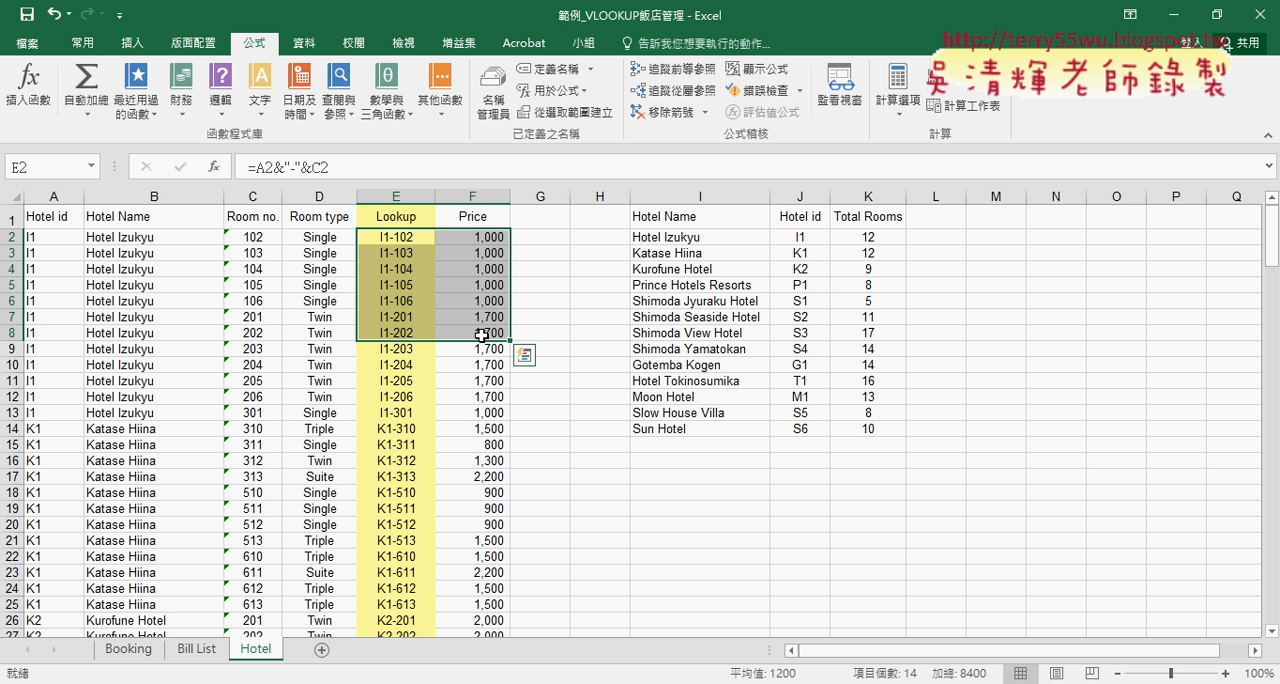 範例_VLOOKUP飯店管理 - Excel
檔案 常用 插入 版面配置 公式 資料 校閱 檢視 增益集 Acrobat 小組 告訴我您想要執行的動作... 登入 共用
http://terry55wu.blogspot.tw
吳清輝老師錄製
插入函數 自動加總 最近用過的函數 財務 邏輯 文字 日期及時間 查閱與參照 數學與三角函數 其他函數
函數程式庫
名稱管理員 定義名稱 用於公式 從選取範圍建立
已定義之名稱
追蹤前導參照 追蹤從屬參照 移除箭號 顯示公式 錯誤檢查 評估值公式 監看視窗
公式稽核
計算選項 計算工作表
計算
E2 fx =A2&"-"&C2
A B C D E F G H I J K L M N O P Q
1 Hotel id Hotel Name Room no. Room type Lookup Price Hotel Name Hotel id Total Rooms
2 I1 Hotel Izukyu 102 Single I1-102 1,000 Hotel Izukyu I1 12
3 I1 Hotel Izukyu 103 Single I1-103 1,000 Katase Hiina K1 12
4 I1 Hotel Izukyu 104 Single I1-104 1,000 Kurofune Hotel K2 9
5 I1 Hotel Izukyu 105 Single I1-105 1,000 Prince Hotels Resorts P1 8
6 I1 Hotel Izukyu 106 Single I1-106 1,000 Shimoda Jyuraku Hotel S1 5
7 I1 Hotel Izukyu 201 Twin I1-201 1,700 Shimoda Seaside Hotel S2 11
8 I1 Hotel Izukyu 202 Twin I1-202 Shimoda View Hotel S3 17
9 I1 Hotel Izukyu 203 Twin I1-203 1,700 Shimoda Yamatokan S4 14
10 I1 Hotel Izukyu 204 Twin I1-204 1,700 Gotemba Kogen G1 14
11 I1 Hotel Izukyu 205 Twin I1-205 1,700 Hotel Tokinosumika T1 16
12 I1 Hotel Izukyu 206 Twin I1-206 1,700 Moon Hotel M1 13
13 I1 Hotel Izukyu 301 Single I1-301 1,000 Slow House Villa S5 8
14 K1 Katase Hiina 310 Triple K1-310 1,500 Sun Hotel S6 10
15 K1 Katase Hiina 311 Single K1-311 800
16 K1 Katase Hiina 312 Twin K1-312 1,300
17 K1 Katase Hiina 313 Suite K1-313 2,200
18 K1 Katase Hiina 510 Single K1-510 900
19 K1 Katase Hiina 511 Single K1-511 900
20 K1 Katase Hiina 512 Single K1-512 900
21 K1 Katase Hiina 513 Triple K1-513 1,500
22 K1 Katase Hiina 610 Triple K1-610 1,500
23 K1 Katase Hiina 611 Suite K1-611 2,200
24 K1 Katase Hiina 612 Triple K1-612 1,500
25 K1 Katase Hiina 613 Triple K1-613 1,500
26 K2 Kurofune Hotel 201 Twin K2-201 2,000
27 K2 Kurofune Hotel 202 Twin K2-202 2,000
Booking Bill List Hotel
就緒 平均值: 1200 項目個數: 14 加總: 8400 100%